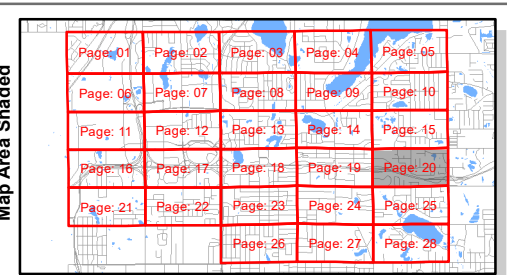 Map Area Shaded
Page: 01 Page: 02 Page: 03 Page: 04 Page: 05
Page: 06 Page: 07 Page: 08 Page: 09 Page: 10
Page: 11 Page: 12 Page: 13 Page: 14 Page: 15
Page: 16 Page: 17 Page: 18 Page: 19 Page: 20
Page: 21 Page: 22 Page: 23 Page: 24 Page: 25
Page: 26 Page: 27 Page: 28